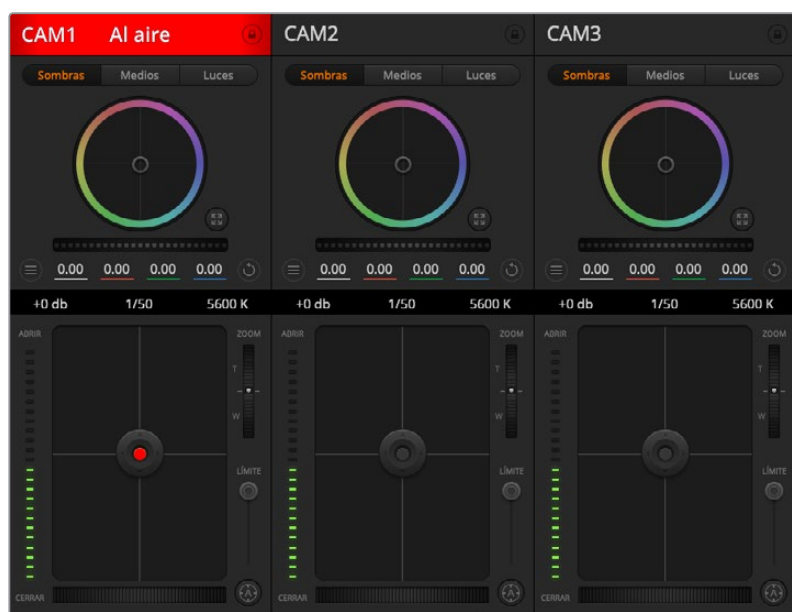 CAM1 Al aire
Sombras Medios Luces
0.00 0.00 0.00 0.00
+0 db 1/50 5600 K
ABRIR ZOOM
T
W
LÍMITE
CERRAR A
CAM2
Sombras Medios Luces
0.00 0.00 0.00 0.00
+0 db 1/50 5600 K
ABRIR ZOOM
T
W
LÍMITE
CERRAR A
CAM3
Sombras Medios Luces
0.00 0.00 0.00 0.00
+0 db 1/50 5600 K
ABRIR ZOOM
T
W
LÍMITE
CERRAR A